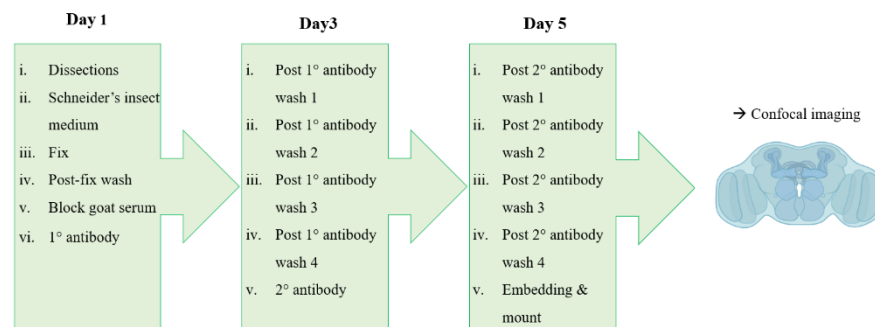 Day 1
i. Dissections
ii. Schneider's insect
medium
iii. Fix
iv. Post-fix wash
v. Block goat serum
vi. 1° antibody
Day3
i. Post 1° antibody
wash 1
ii. Post 1° antibody
wash 2
iii. Post 1° antibody
wash 3
iv. Post 1° antibody
wash 4
v. 2° antibody
Day 5
i. Post 2° antibody
wash 1
ii. Post 2° antibody
wash 2
iii. Post 2° antibody
wash 3
iv. Post 2° antibody
wash 4
v. Embedding &
mount
→ Confocal imaging